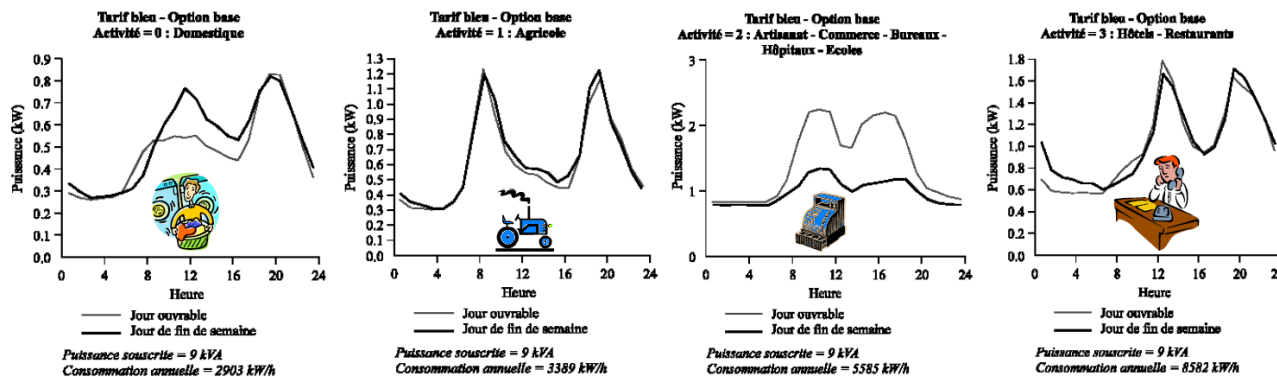 Tarif bleu - Option base
Activité = 0 : Domestique
Puissance (kW)
0,9
0,8
0,7
0,6
0,5
0,4
0,3
0,2
0,1
0,0
0 4 8 12 16 20 24
Heure
Jour ouvrable
Jour de fin de semaine
Puissance souscrite = 9 kVA
Consommation annuelle = 2903 kW/h
Tarif bleu - Option base
Activité = 1 : Agricole
Puissance (kW)
1,3
1,2
1,1
1,0
0,9
0,8
0,7
0,6
0,5
0,4
0,3
0,2
0,1
0,0
0 4 8 12 16 20 24
Heure
Jour ouvrable
Jour de fin de semaine
Puissance souscrite = 9 kVA
Consommation annuelle = 3389 kW/h
Tarif bleu - Option base
Activité = 2 : Artisanat - Commerce - Bureaux -
Hôpitaux - Ecoles
Puissance (kW)
3
2
1
0
0 4 8 12 16 20 24
Heure
Jour ouvrable
Jour de fin de semaine
Puissance souscrite = 9 kVA
Consommation annuelle = 5585 kW/h
Tarif bleu - Option base
Activité = 3 : Hôtels - Restaurants
Puissance (kW)
1,8
1,6
1,4
1,2
1,0
0,8
0,6
0,4
0,2
0,0
0 4 8 12 16 20 24
Heure
Jour ouvrable
Jour de fin de semaine
Puissance souscrite = 9 kVA
Consommation annuelle = 8582 kW/h